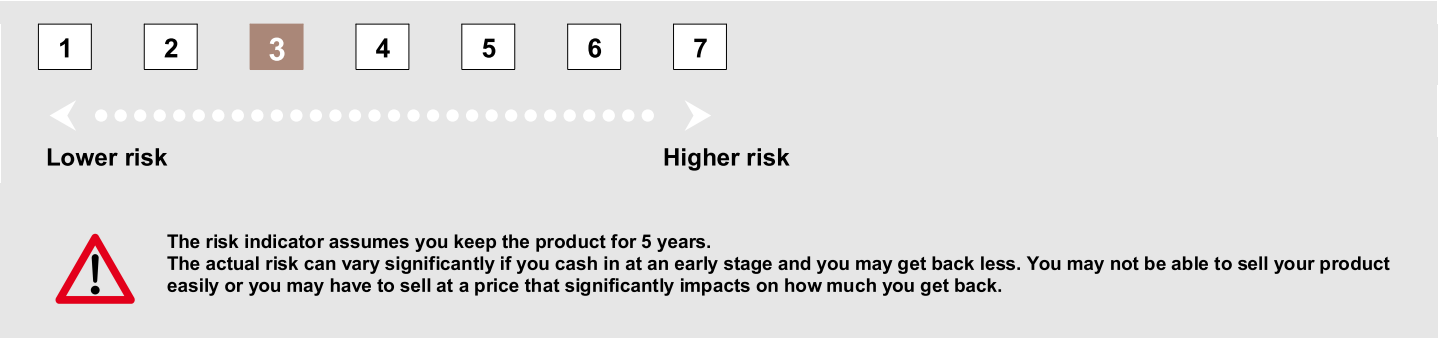 1 2 3 4 5 6 7
Lower risk Higher risk
The risk indicator assumes you keep the product for 5 years.
The actual risk can vary significantly if you cash in at an early stage and you may get back less. You may not be able to sell your product
easily or you may have to sell at a price that significantly impacts on how much you get back.